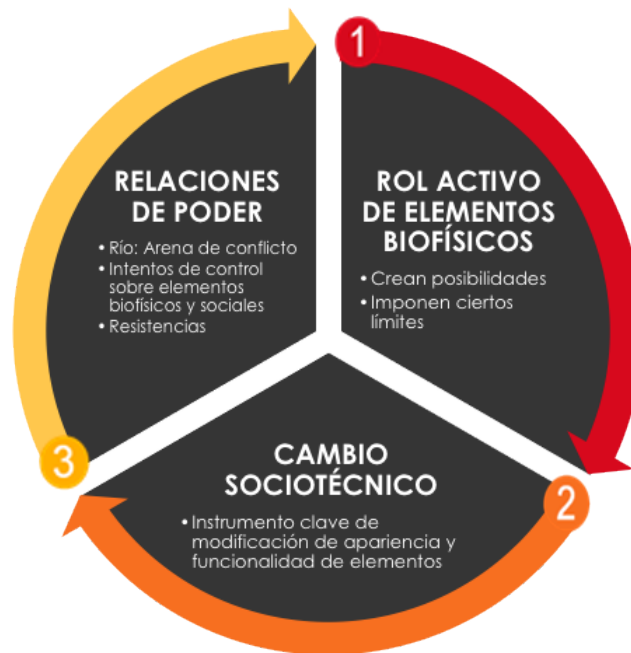 1
ROL ACTIVO
DE ELEMENTOS
BIOFÍSICOS
• Crean posibilidades
• Imponen ciertos
límites
2
CAMBIO
SOCIOTÉCNICO
• Instrumento clave de
modificación de apariencia y
funcionalidad de elementos
3
RELACIONES
DE PODER
• Río: Arena de conflicto
• Intentos de control
sobre elementos
biofísicos y sociales
• Resistencias